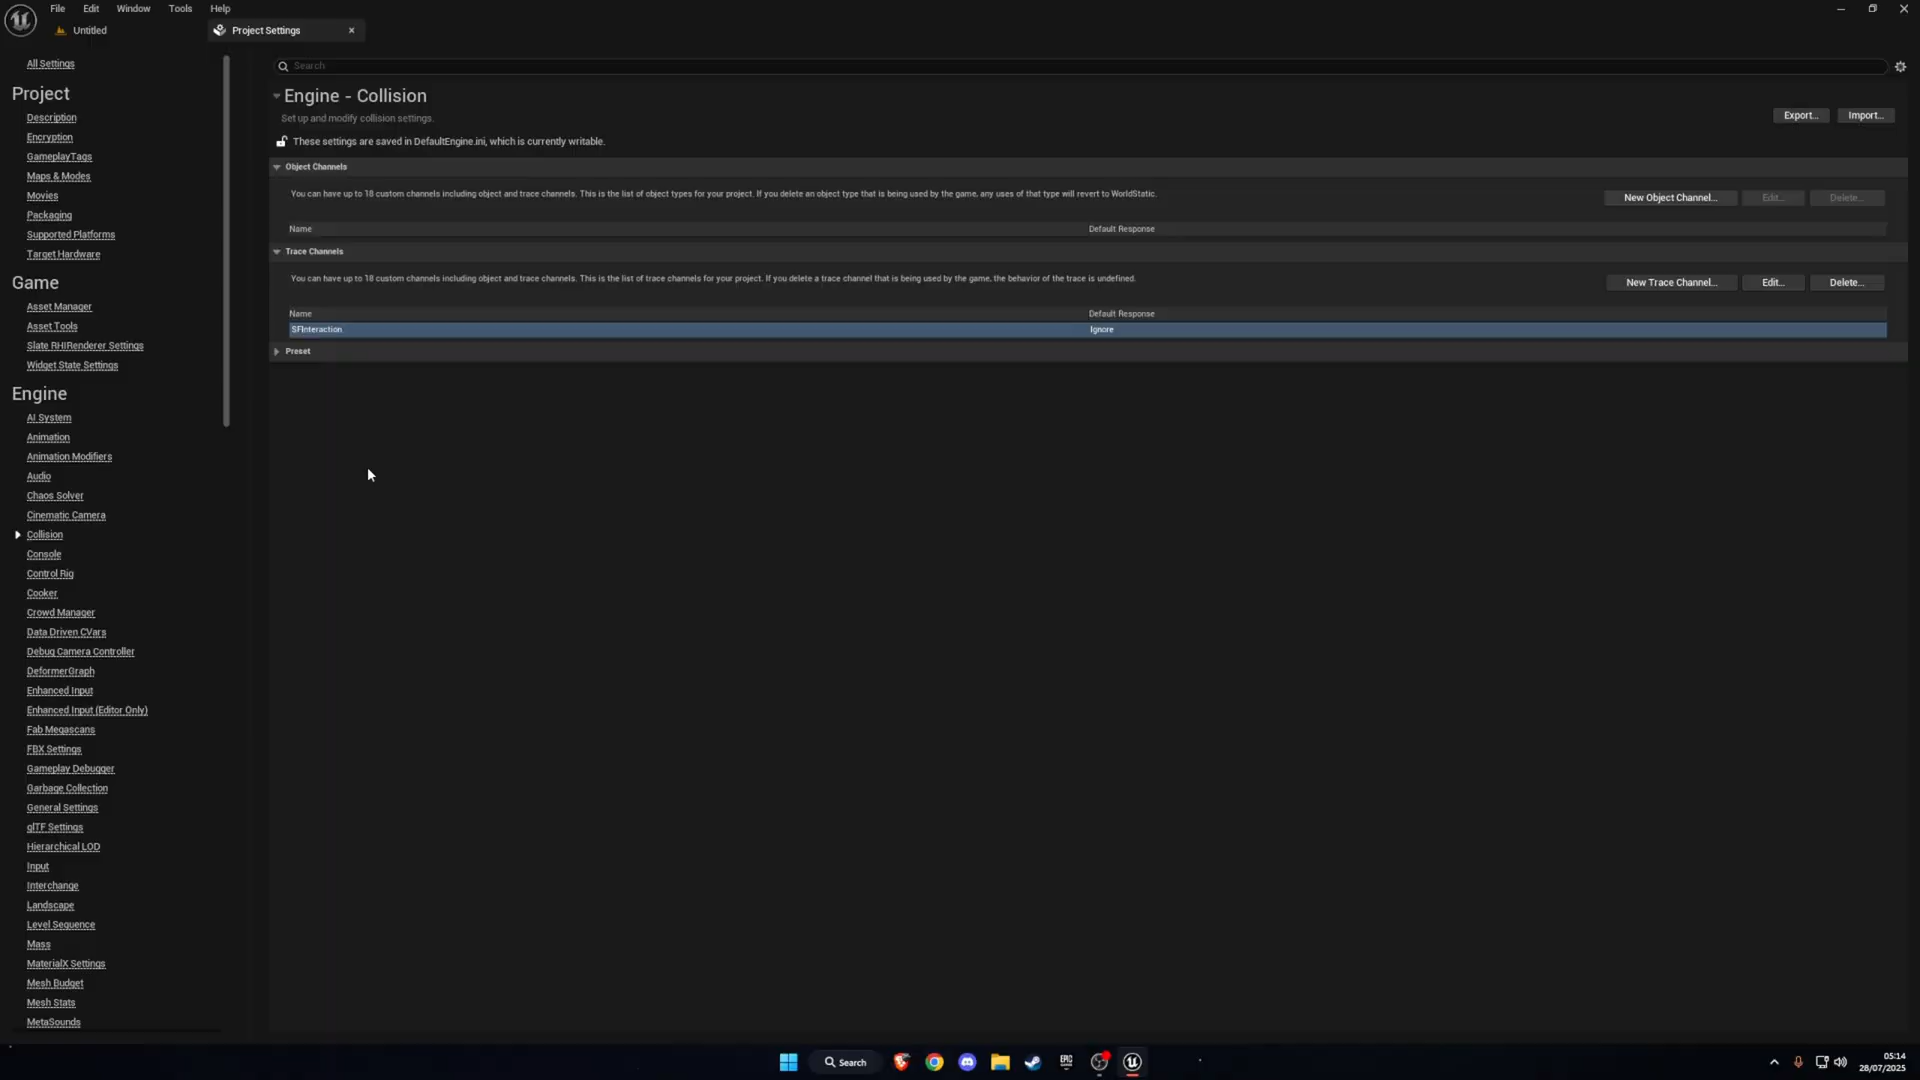 File Edit Window Tools Help
Untitled
Project Settings
All Settings
Project
Description
Encryption
GameplayTags
Maps & Modes
Movies
Packaging
Supported Platforms
Target Hardware
Game
Asset Manager
Asset Tools
Slate RHIRenderer Settings
Widget State Settings
Engine
AI System
Animation
Animation Modifiers
Audio
Chaos Solver
Cinematic Camera
Collision
Console
Control Rig
Cooker
Crowd Manager
Data Driven CVars
Debug Camera Controller
DeformerGraph
Enhanced Input
Enhanced Input (Editor Only)
Fab Megascans
FBX Settings
Gameplay Debugger
Garbage Collection
General Settings
glTF Settings
Hierarchical LOD
Input
Interchange
Landscape
Level Sequence
Mass
MaterialX Settings
Mesh Budget
Mesh Stats
MetaSounds
Search
Engine - Collision
Set up and modify collision settings.
Export... Import...
These settings are saved in DefaultEngine.ini, which is currently writable.
Object Channels
You can have up to 18 custom channels including object and trace channels. This is the list of object types for your project. If you delete an object type that is being used by the game, any uses of that type will revert to WorldStatic.
New Object Channel... Edit... Delete...
Name Default Response
Trace Channels
You can have up to 18 custom channels including object and trace channels. This is the list of trace channels for your project. If you delete a trace channel that is being used by the game, the behavior of the trace is undefined.
New Trace Channel... Edit... Delete...
Name Default Response
SFInteraction Ignore
Preset
Search
EPIC
05:14
28/07/2025